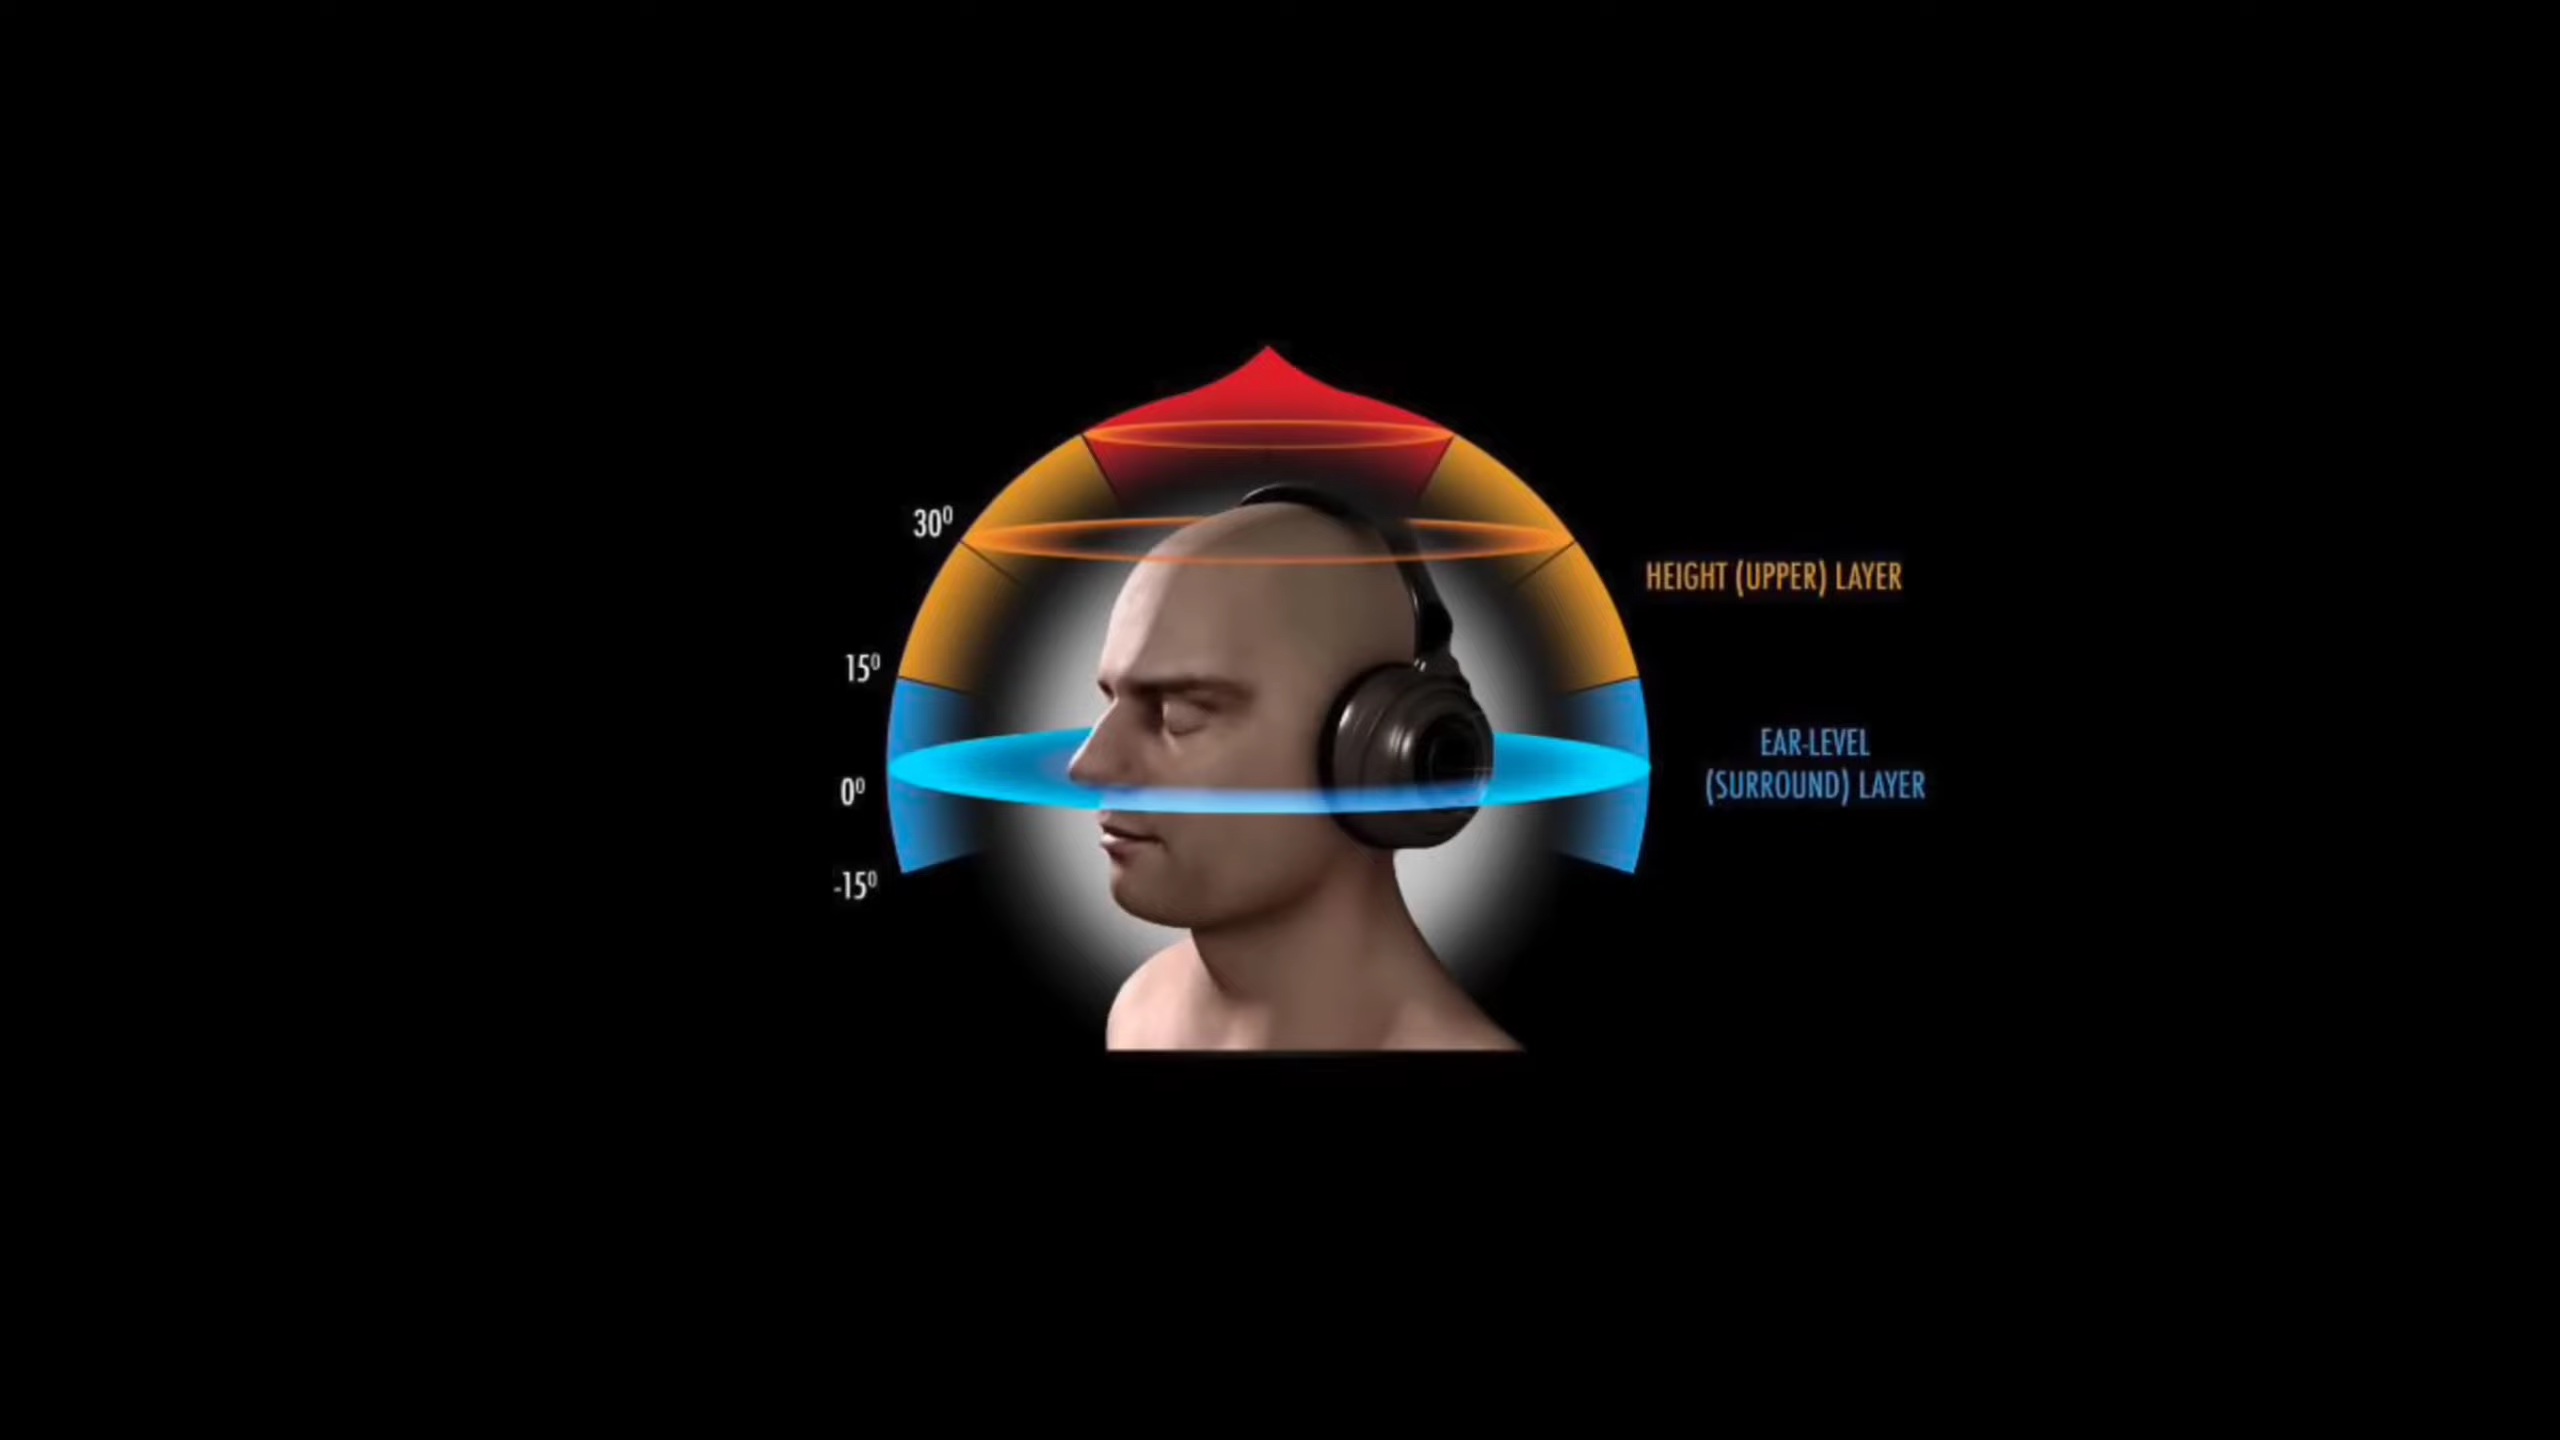 30⁰
HEIGHT (UPPER) LAYER
15⁰
EAR-LEVEL
(SURROUND) LAYER
0⁰
-15⁰